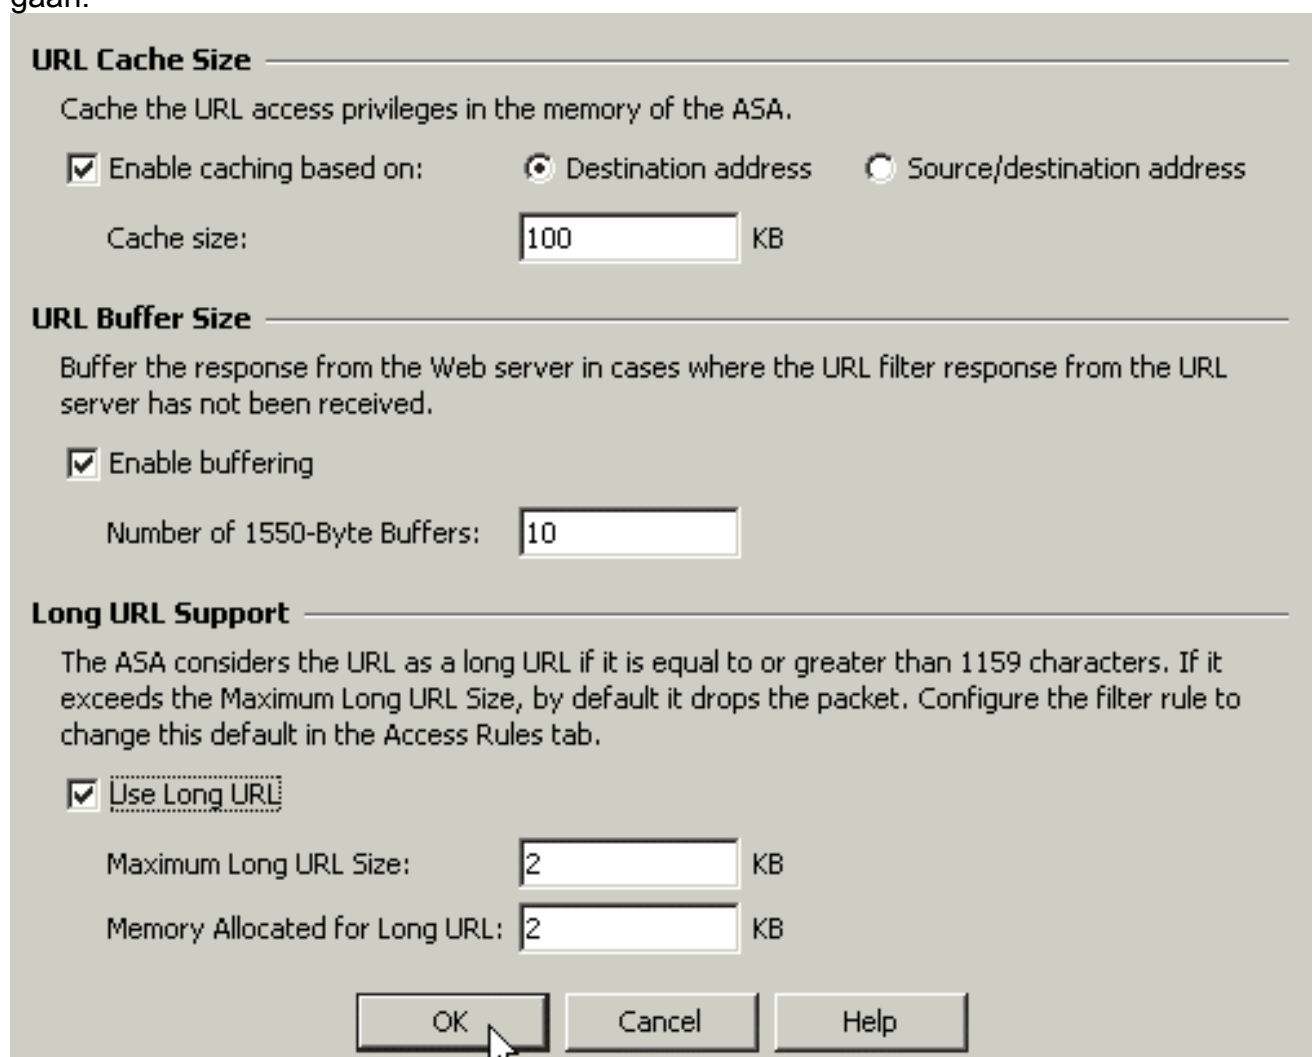 gaan.
URL Cache Size
Cache the URL access privileges in the memory of the ASA.
Enable caching based on: Destination address Source/destination address
Cache size: 100 KB
URL Buffer Size
Buffer the response from the Web server in cases where the URL filter response from the URL
server has not been received.
Enable buffering
Number of 1550-Byte Buffers: 10
Long URL Support
The ASA considers the URL as a long URL if it is equal to or greater than 1159 characters. If it
exceeds the Maximum Long URL Size, by default it drops the packet. Configure the filter rule to
change this default in the Access Rules tab.
Use Long URL
Maximum Long URL Size: 2 KB
Memory Allocated for Long URL: 2 KB
OK Cancel Help